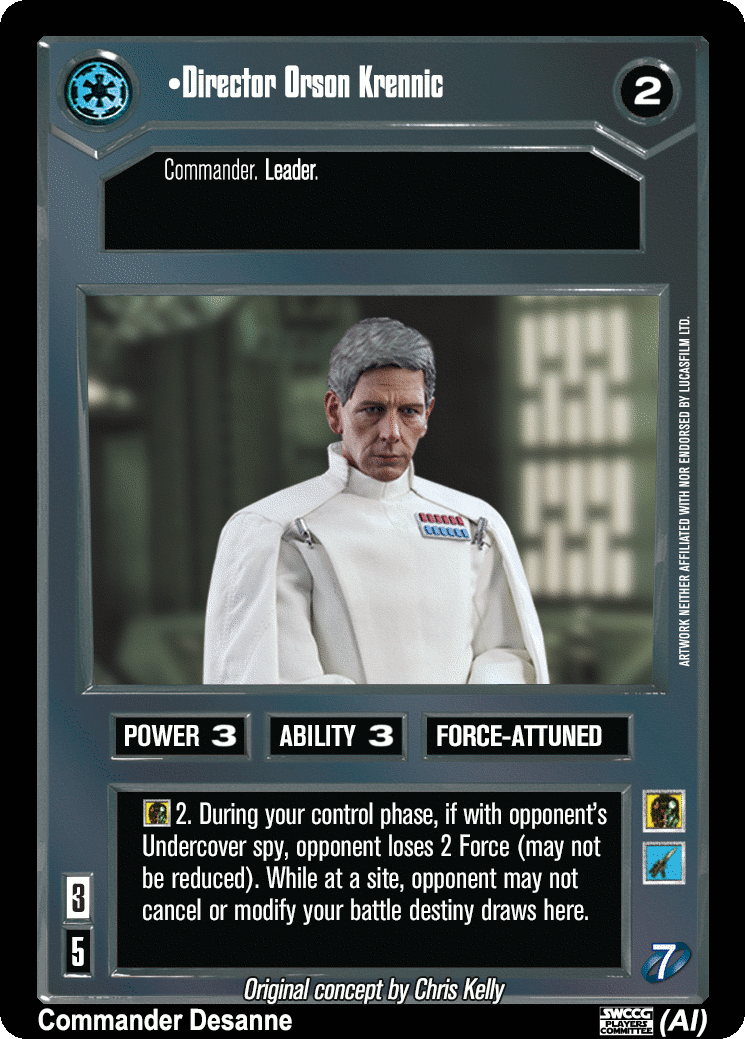 •Director Orson Krennic
2
Commander. Leader.
ARTWORK NEITHER AFFILIATED WITH NOR ENDORSED BY LUCASFILM LTD.
POWER 3
ABILITY 3
FORCE-ATTUNED
2. During your control phase, if with opponent's
Undercover spy, opponent loses 2 Force (may not
be reduced). While at a site, opponent may not
cancel or modify your battle destiny draws here.
3
5
7
Original concept by Chris Kelly
Commander Desanne
SWCCG
PLAYERS
COMMITTEE
(AI)